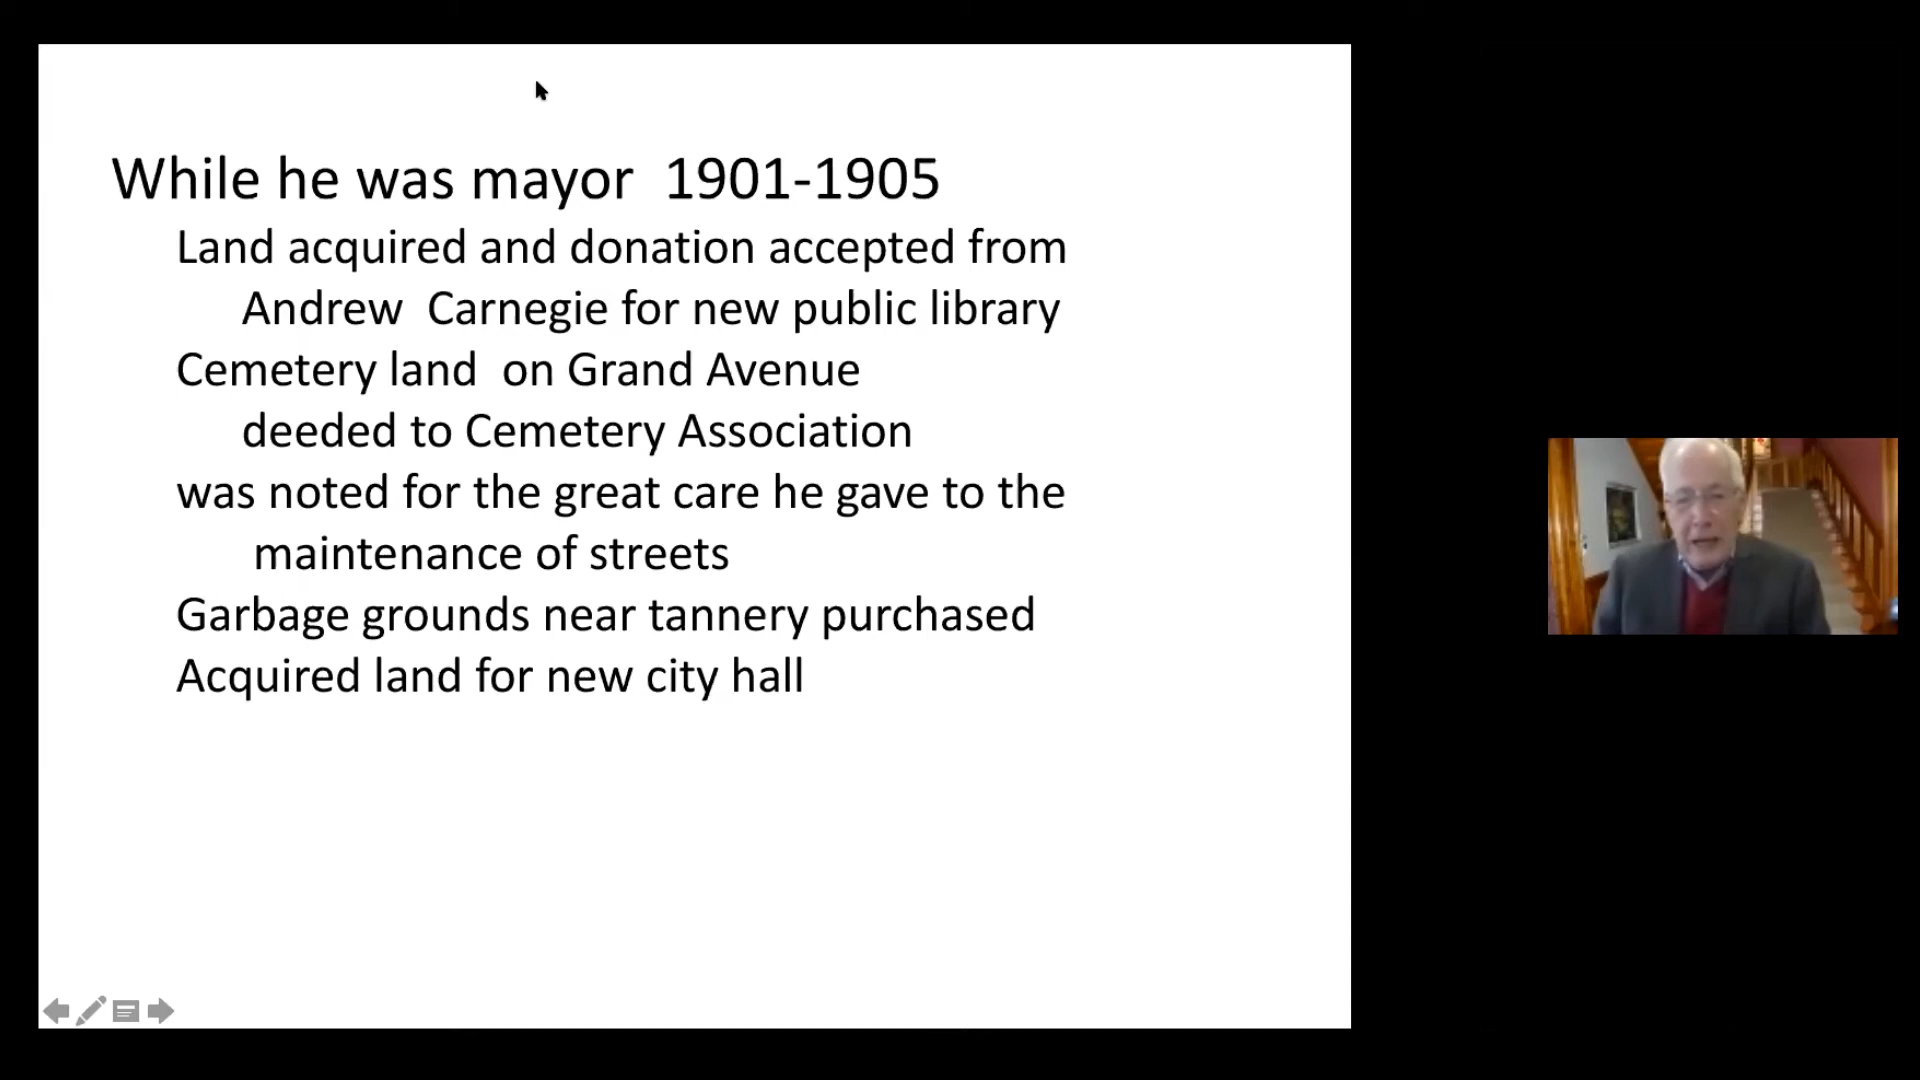 While he was mayor  1901-1905
Land acquired and donation accepted from
Andrew  Carnegie for new public library
Cemetery land  on Grand Avenue
deeded to Cemetery Association
was noted for the great care he gave to the
maintenance of streets
Garbage grounds near tannery purchased
Acquired land for new city hall